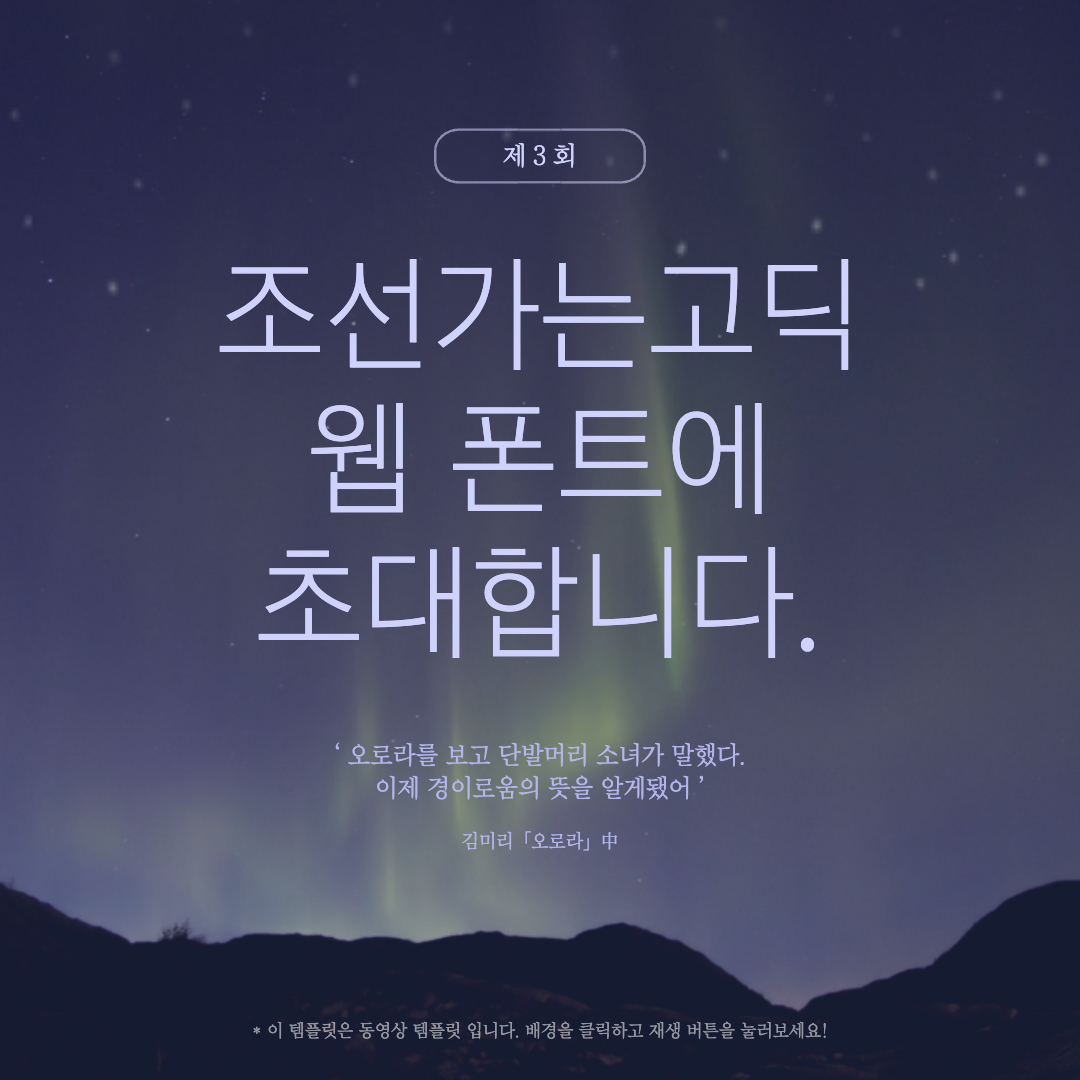 제 3 회
조선가는고딕
웹 폰트에
초대합니다.
‘ 오로라를 보고 단발머리 소녀가 말했다.
이제 경이로움의 뜻을 알게됐어 ’
김미리「오로라」中
* 이 템플릿은 동영상 템플릿 입니다. 배경을 클릭하고 재생 버튼을 눌러보세요!